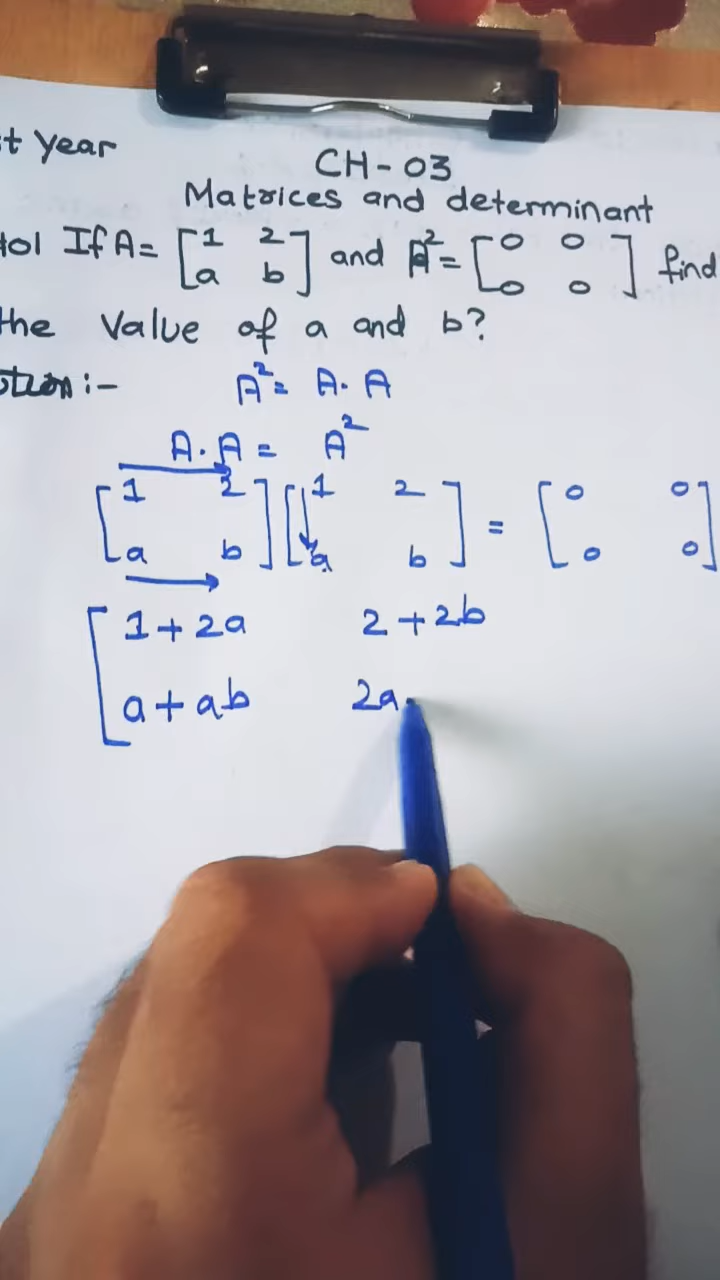 t year
CH-03
Matrices and determinant
If A = [1 2 a b] and A² = [0 0 0 0] find
the value of a and b?
:- A² = A . A
A . A = A²
[1 2 a b] [1 2 a b] = [0 0 0 0]
[1 + 2a 2 + 2b
a + ab 2a